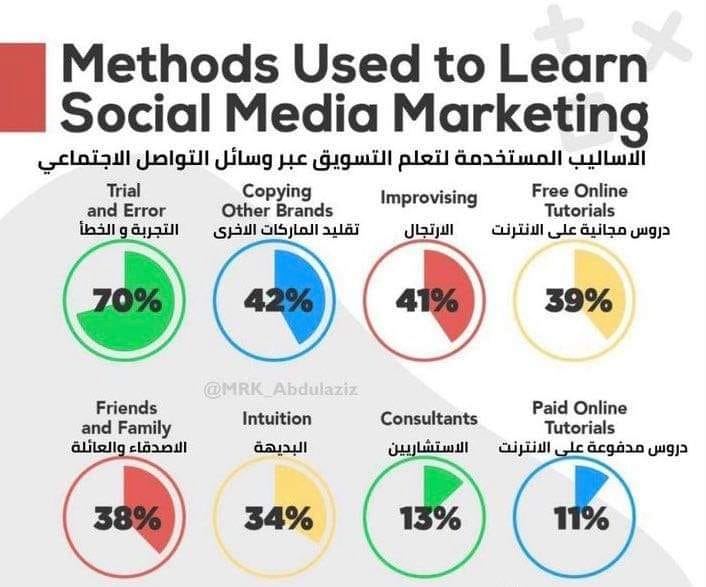 Methods Used to Learn
Social Media Marketing
الاساليب المستخدمة لتعلم التسويق عبر وسائل التواصل الاجتماعي
Trial
and Error
التجربة و الخطأ
70%
Copying
Other Brands
تقليد الماركات الاخرى
42%
Improvising
الارتجال
41%
Free Online
Tutorials
دروس مجانية على الانترنت
39%
@MRK_Abdulaziz
Friends
and Family
الاصدقاء والعائلة
38%
Intuition
البديهة
34%
Consultants
الاستشاريين
13%
Paid Online
Tutorials
دروس مدفوعة على الانترنت
11%